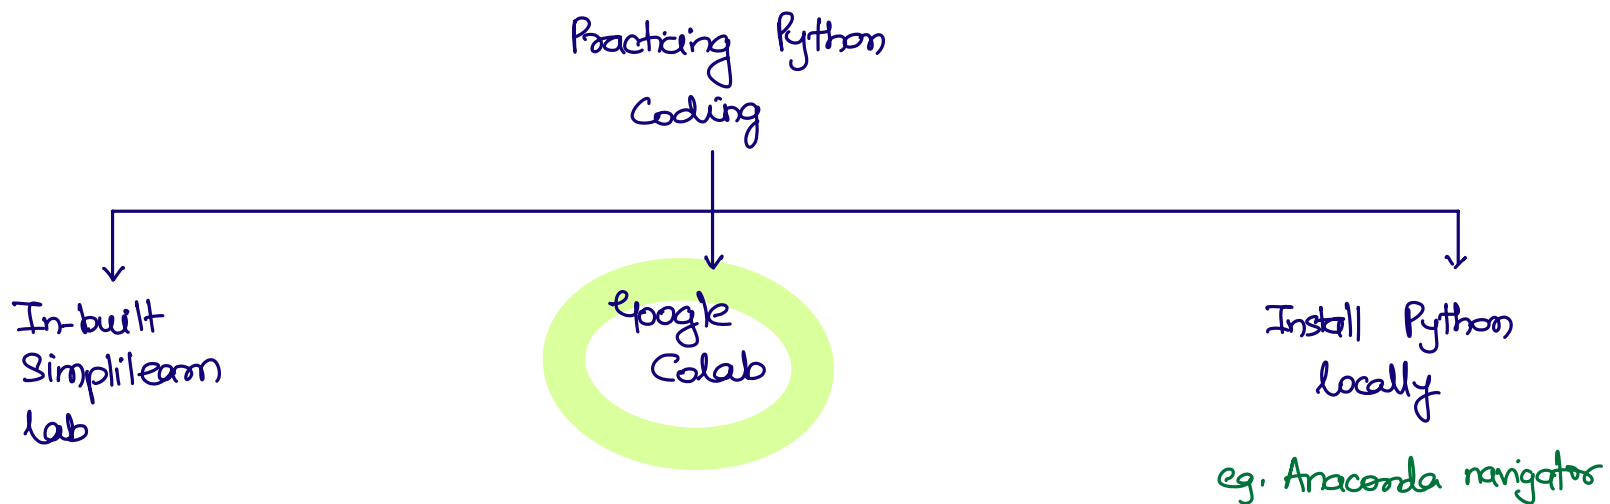 Practicing Python
Coding
In-built
Simplilearn
lab
Google
Colab
Install Python
locally
eg. Anaconda navigator